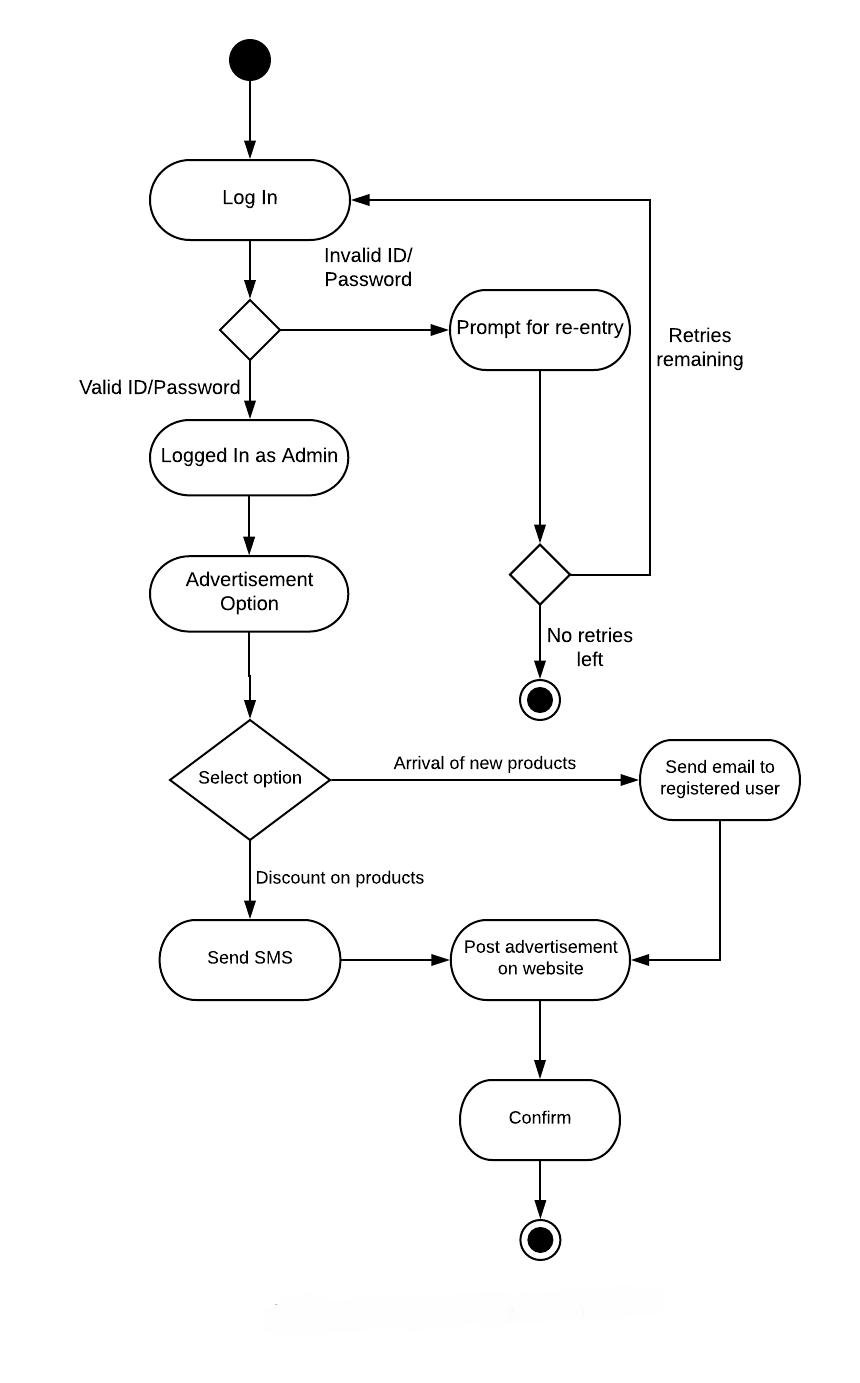 Log In
Invalid ID/
Password
Prompt for re-entry
Retries
remaining
Valid ID/Password
Logged In as Admin
Advertisement
Option
No retries
left
Select option
Arrival of new products
Send email to
registered user
Discount on products
Send SMS
Post advertisement
on website
Confirm